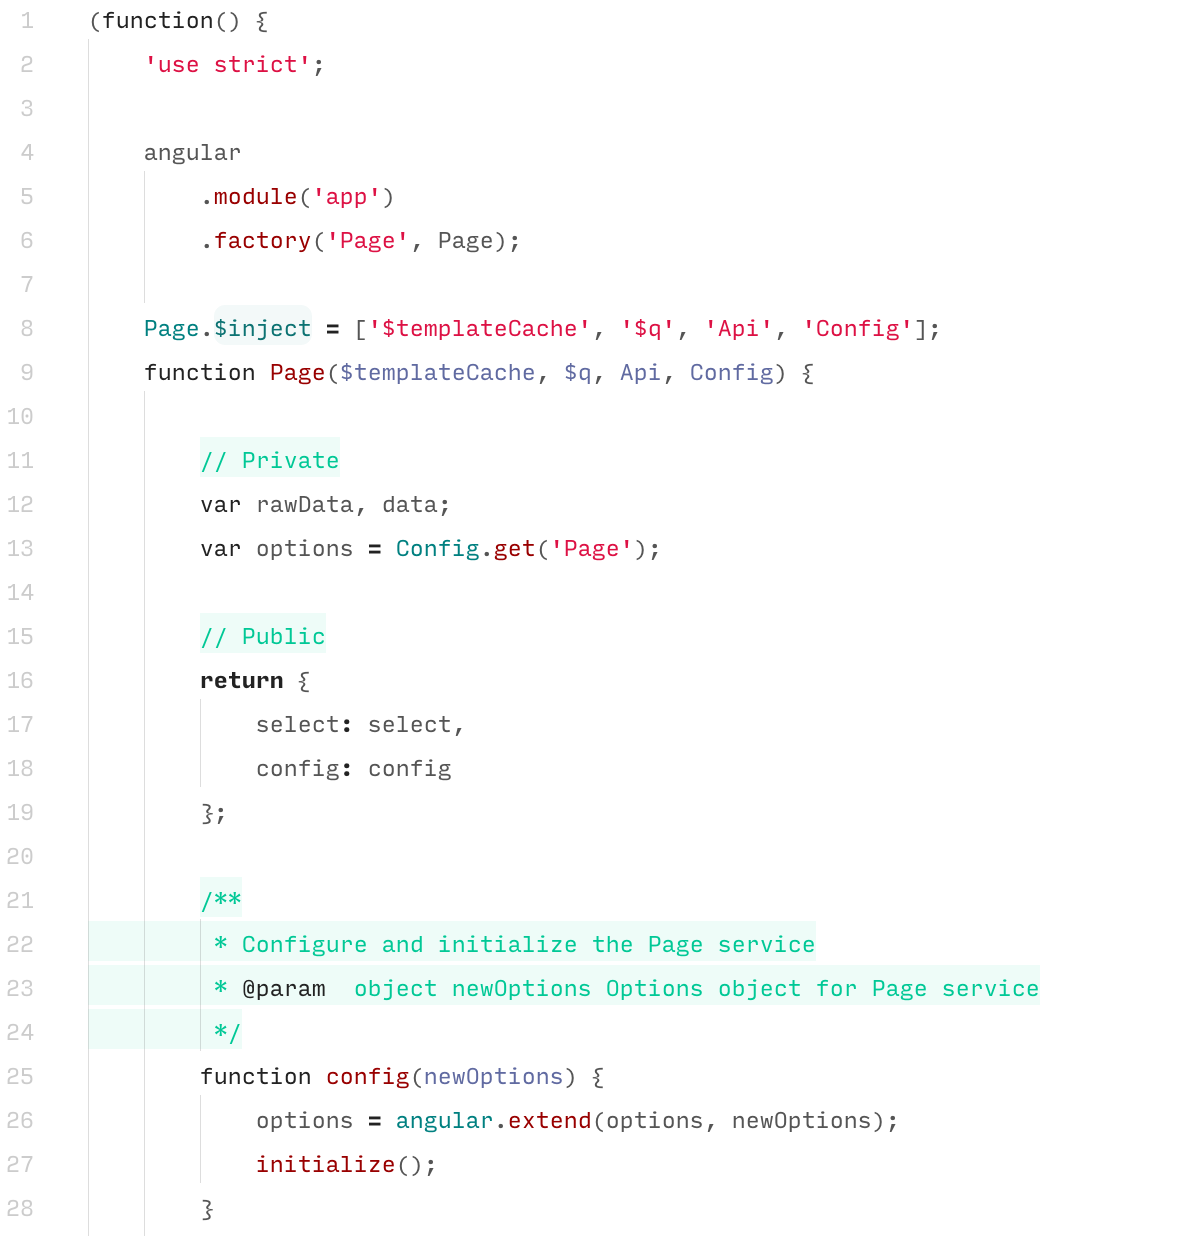 1 (function() {
2 'use strict';
3
4 angular
5 .module('app')
6 .factory('Page', Page);
7
8 Page.$inject = ['$templateCache', '$q', 'Api', 'Config'];
9 function Page($templateCache, $q, Api, Config) {
10
11 // Private
12 var rawData, data;
13 var options = Config.get('Page');
14
15 // Public
16 return {
17 select: select,
18 config: config
19 };
20
21 /**
22 * Configure and initialize the Page service
23 * @param  object newOptions Options object for Page service
24 */
25 function config(newOptions) {
26 options = angular.extend(options, newOptions);
27 initialize();
28 }